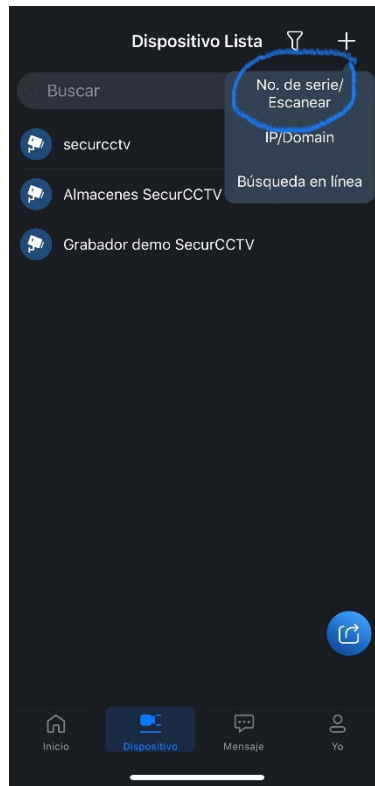 Dispositivo Lista
Buscar
No. de serie/
Escanear
IP/Domain
Búsqueda en línea
securcctv
Almacenes SecurCCTV
Grabador demo SecurCCTV
Inicio
Dispositivo
Mensaje
Yo